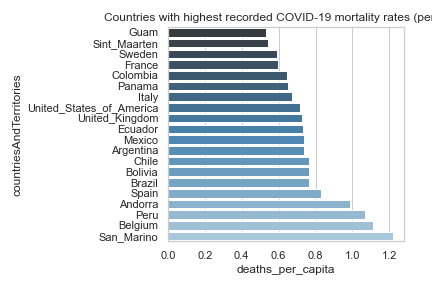 Countries with highest recorded COVID-19 mortality rates (per
Guam
Sint_Maarten
Sweden
France
Colombia
Panama
Italy
United_States_of_America
United_Kingdom
Ecuador
Mexico
Argentina
Chile
Bolivia
Brazil
Spain
Andorra
Peru
Belgium
San_Marino
countriesAndTerritories
0.0 0.2 0.4 0.6 0.8 1.0 1.2
deaths_per_capita